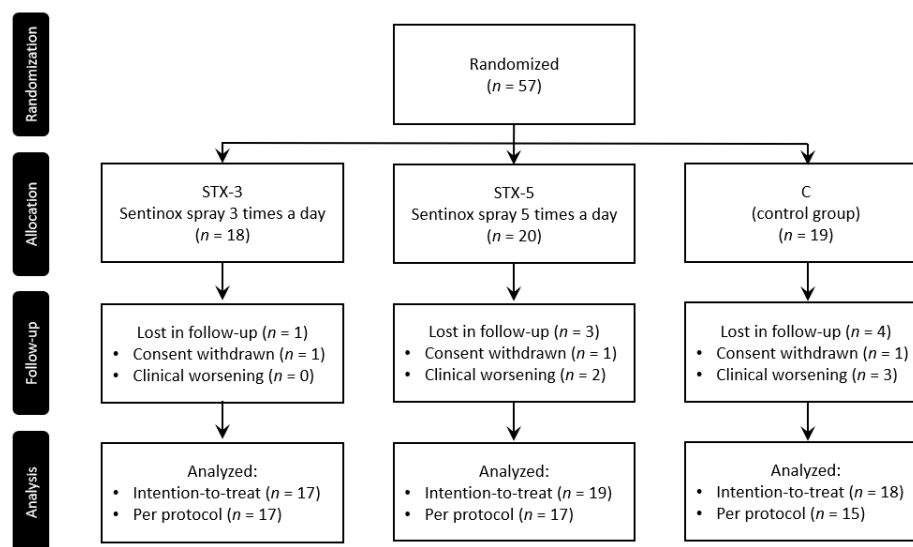 Randomization
Randomized
(n = 57)
Allocation
STX-3
Sentinox spray 3 times a day
(n = 18)
STX-5
Sentinox spray 5 times a day
(n = 20)
C
(control group)
(n = 19)
Follow-up
Lost in follow-up (n = 1)
• Consent withdrawn (n = 1)
• Clinical worsening (n = 0)
Lost in follow-up (n = 3)
• Consent withdrawn (n = 1)
• Clinical worsening (n = 2)
Lost in follow-up (n = 4)
• Consent withdrawn (n = 1)
• Clinical worsening (n = 3)
Analysis
Analyzed:
• Intention-to-treat (n = 17)
• Per protocol (n = 17)
Analyzed:
• Intention-to-treat (n = 19)
• Per protocol (n = 17)
Analyzed:
• Intention-to-treat (n = 18)
• Per protocol (n = 15)